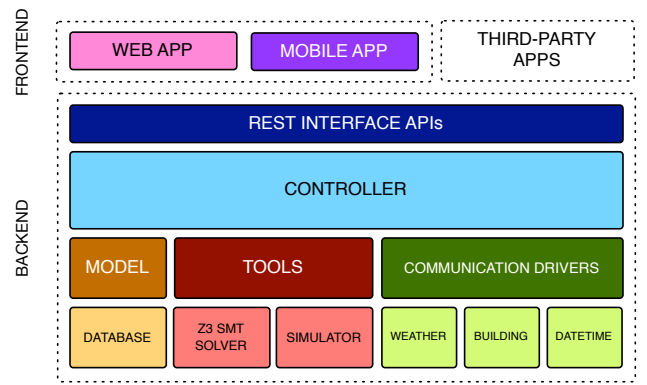 FRONTEND
WEB APP
MOBILE APP
THIRD-PARTY
APPS
BACKEND
REST INTERFACE APIs
CONTROLLER
MODEL
TOOLS
COMMUNICATION DRIVERS
DATABASE
Z3 SMT
SOLVER
SIMULATOR
WEATHER
BUILDING
DATETIME